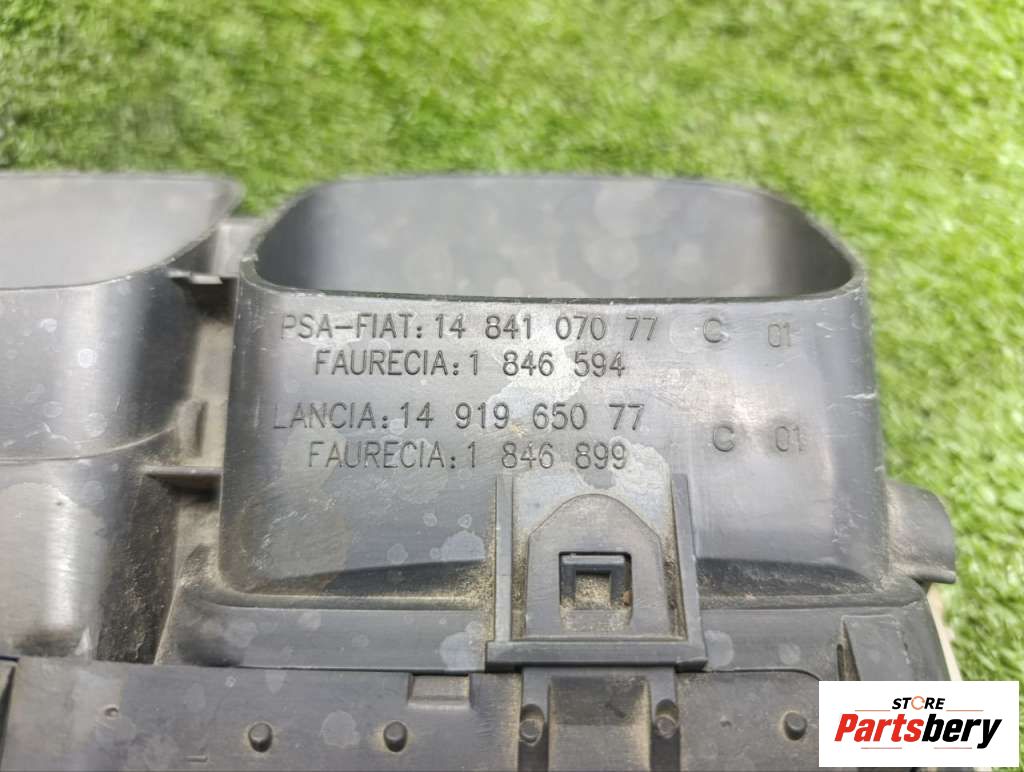 PSA-FIAT: 14 841 070 77 C 01
FAURECIA: 1 846 594
LANCIA: 14 919 650 77 C 01
FAURECIA: 1 846 899
STORE
Partsbery